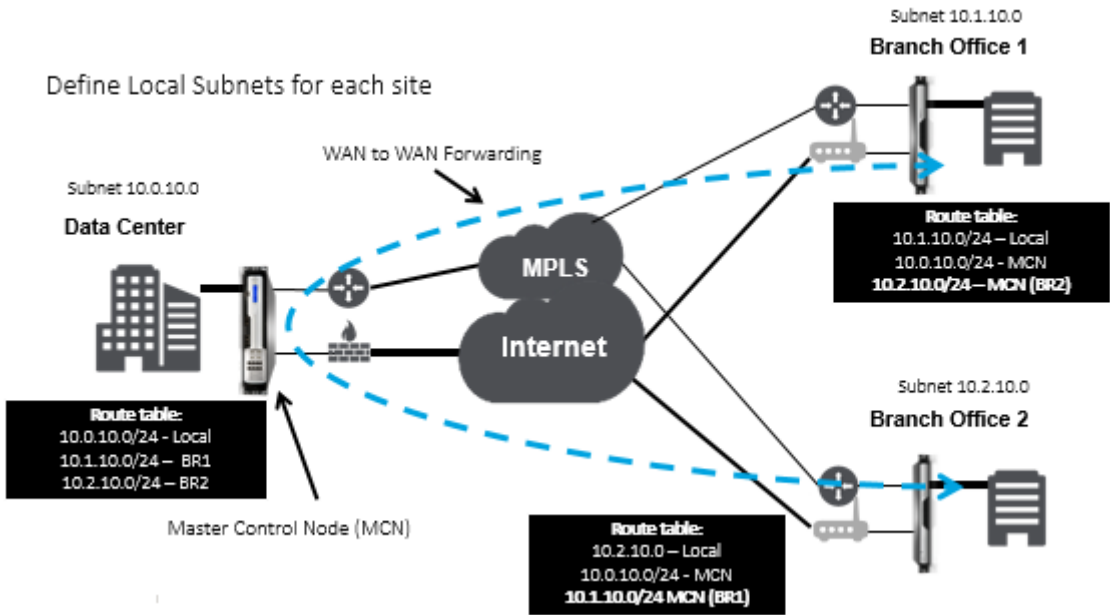 Subnet 10.1.10.0
Branch Office 1
Define Local Subnets for each site
WAN to WAN Forwarding
Subnet 10.0.10.0
Data Center
MPLS
Internet
Route table:
10.1.10.0/24 – Local
10.0.10.0/24 - MCN
10.2.10.0/24 – MCN (BR2)
Subnet 10.2.10.0
Branch Office 2
Route table:
10.0.10.0/24 - Local
10.1.10.0/24 – BR1
10.2.10.0/24 – BR2
Master Control Node (MCN)
Route table:
10.2.10.0 – Local
10.0.10.0/24 - MCN
10.1.10.0/24 MCN (BR1)